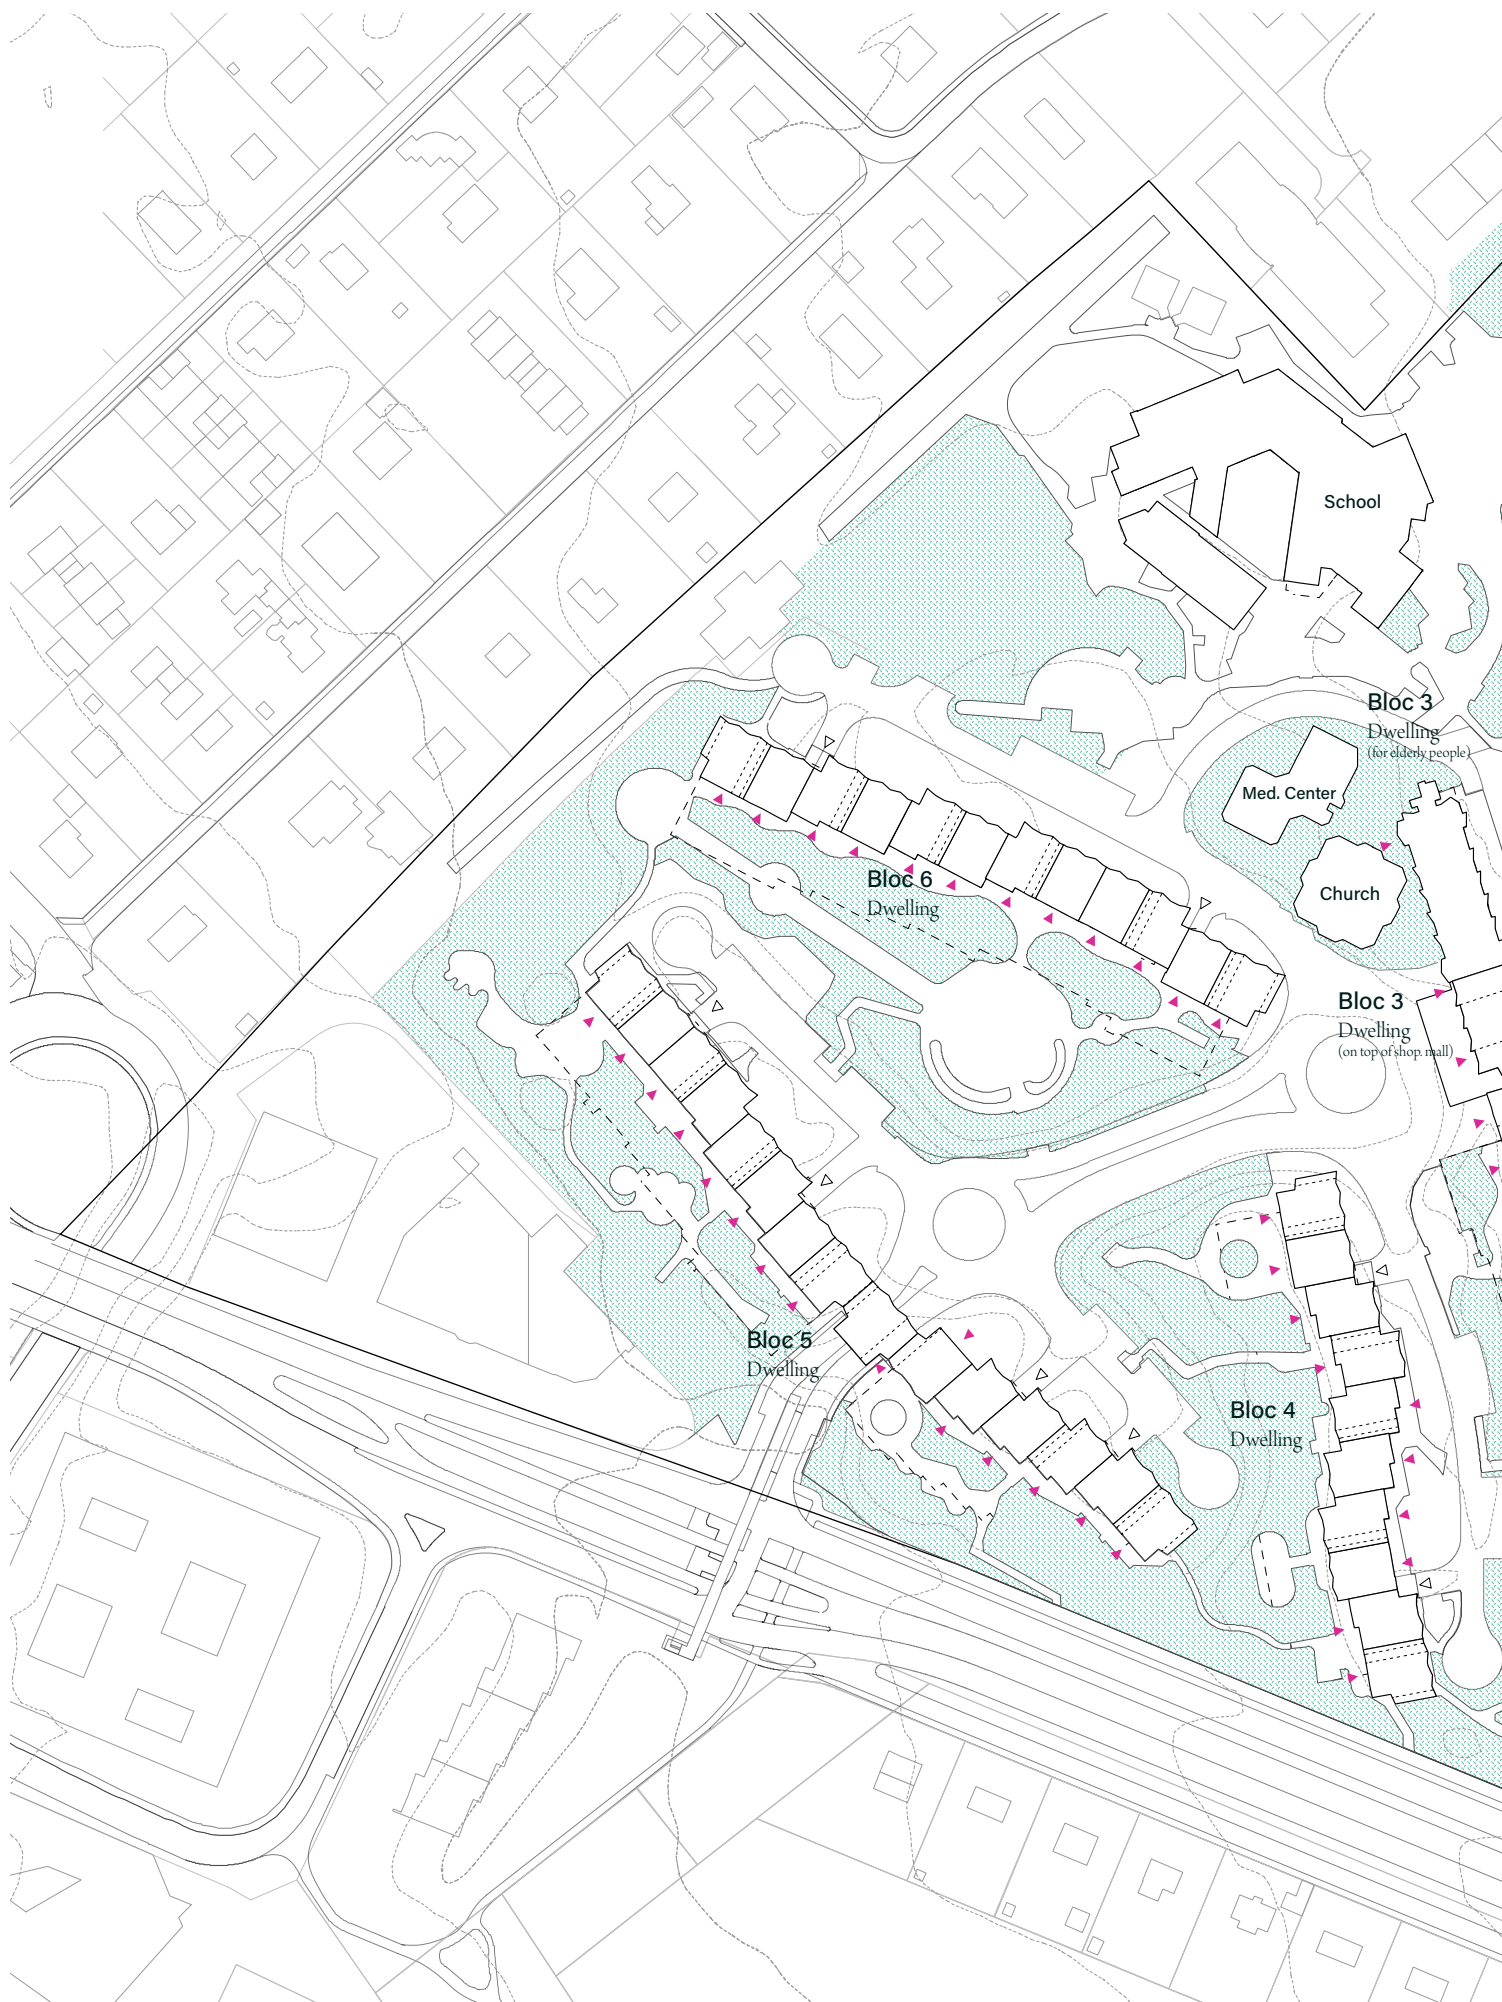 School
Bloc 3
Dwelling
(for elderly people)
Med. Center
Church
Bloc 6
Dwelling
Bloc 3
Dwelling
(on top of shop. mall)
Bloc 5
Dwelling
Bloc 4
Dwelling